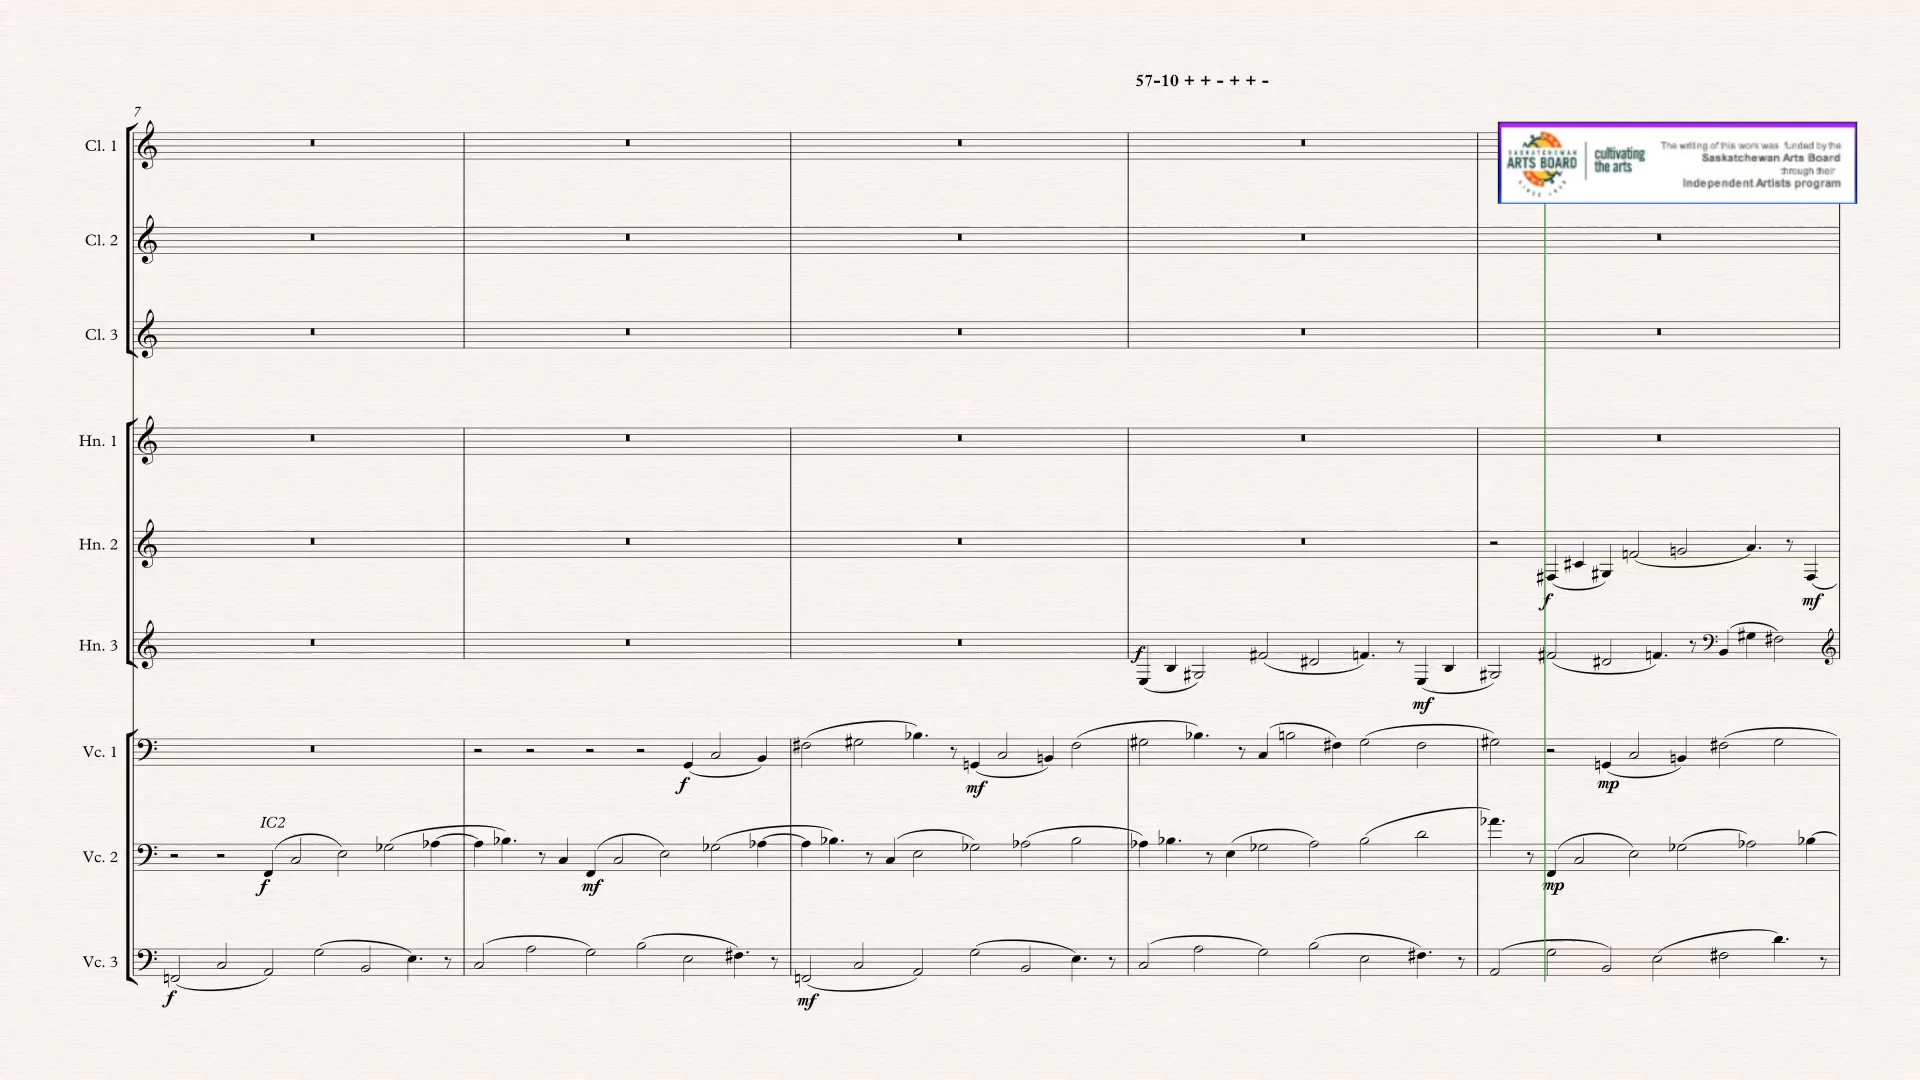 57-10 + + - + + -
7
Cl. 1
SASKATCHEWAN
ARTS BOARD
cultivating
the arts
The writing of this work was funded by the
Saskatchewan Arts Board
through their
Independent Artists program
Cl. 2
Cl. 3
Hn. 1
Hn. 2
f
mf
Hn. 3
f
mf
Vc. 1
f
mf
mp
IC2
Vc. 2
f
mf
mp
Vc. 3
f
mf